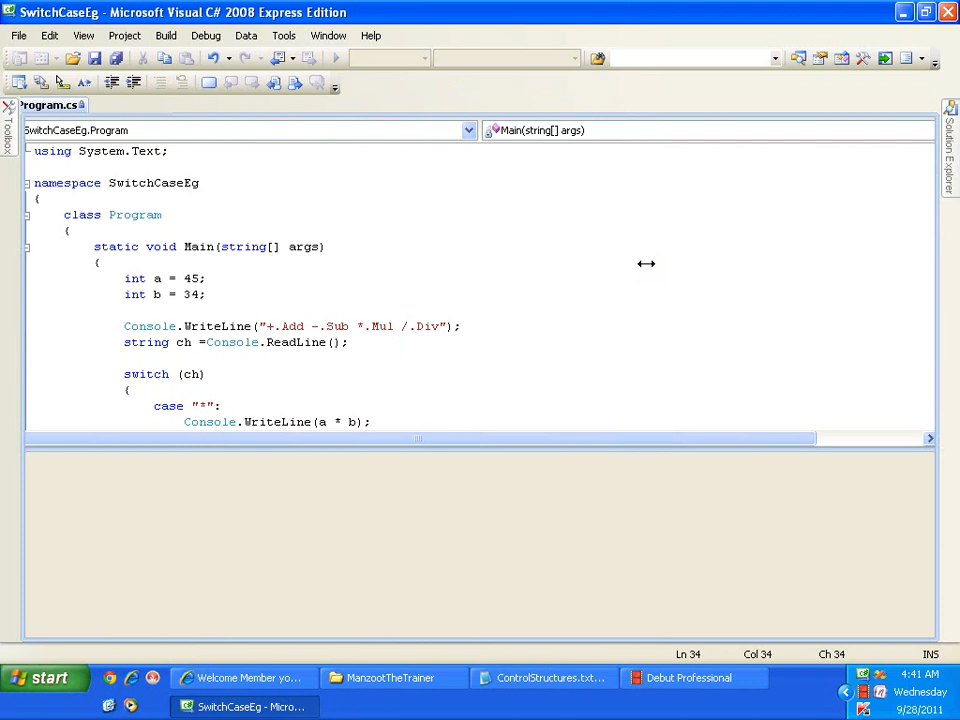 SwitchCaseEg - Microsoft Visual C# 2008 Express Edition
File Edit View Project Build Debug Data Tools Window Help
Program.cs
Toolbox
Solution Explorer
SwitchCaseEg.Program
Main(string[] args)
using System.Text;
namespace SwitchCaseEg
{
class Program
{
static void Main(string[] args)
{
int a = 45;
int b = 34;
Console.WriteLine("+.Add -.Sub *.Mul /.Div");
string ch =Console.ReadLine();
switch (ch)
{
case "*":
Console.WriteLine(a * b);
Ln 34 Col 34 Ch 34 INS
start
Welcome Member yo...
ManzootTheTrainer
ControlStructures.txt...
Debut Professional
4:41 AM
SwitchCaseEg - Micro...
Wednesday
9/28/2011